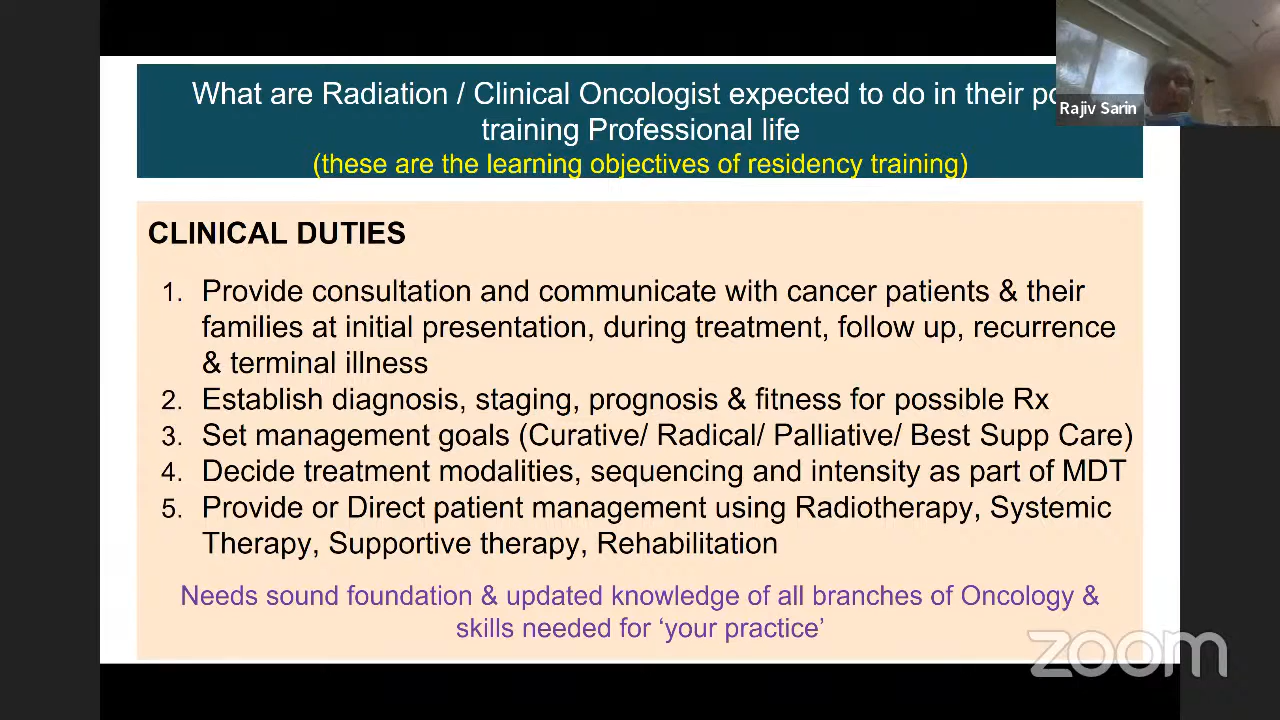 What are Radiation / Clinical Oncologist expected to do in their
training Professional life
(these are the learning objectives of residency training)
Rajiv Sarin
CLINICAL DUTIES
1. Provide consultation and communicate with cancer patients & their
families at initial presentation, during treatment, follow up, recurrence
& terminal illness
2. Establish diagnosis, staging, prognosis & fitness for possible Rx
3. Set management goals (Curative/ Radical/ Palliative/ Best Supp Care)
4. Decide treatment modalities, sequencing and intensity as part of MDT
5. Provide or Direct patient management using Radiotherapy, Systemic
Therapy, Supportive therapy, Rehabilitation
Needs sound foundation & updated knowledge of all branches of Oncology &
skills needed for ‘your practice’
zoom